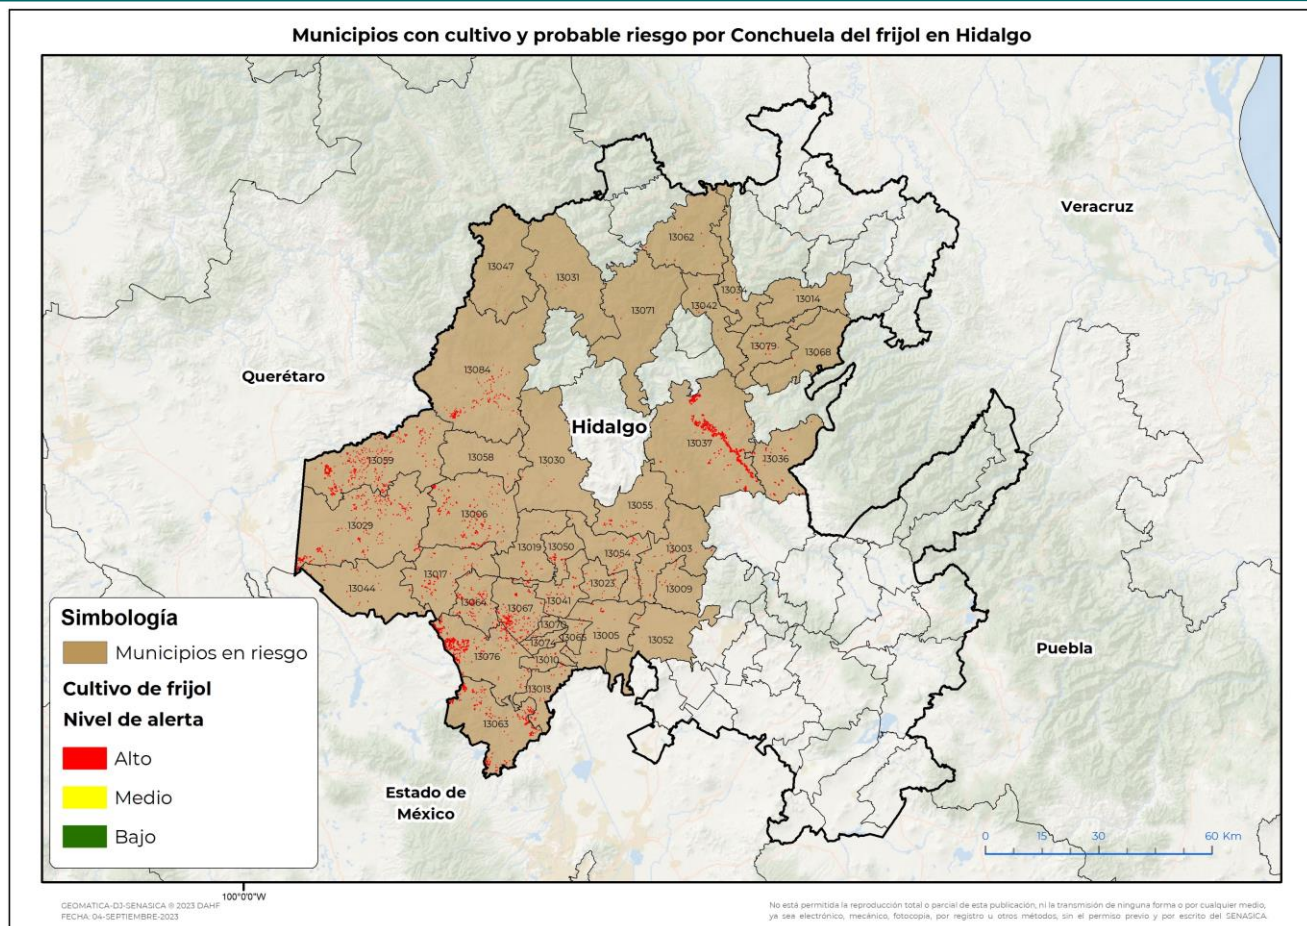 Municipios con cultivo y probable riesgo por Conchuela del frijol en Hidalgo
Veracruz
13062
13047
13031
13034
13014
13042
13071
13079
13068
Querétaro
13084
Hidalgo
13037
13059
13058
13030
13036
13055
13006
13029
13019
13050
13054
13003
13017
13023
13044
13009
13064
13067
13041
13070
13005
13065
13074
13052
13076
13010
Puebla
13013
13063
Simbología
Municipios en riesgo
Cultivo de frijol
Nivel de alerta
Alto
Medio
Bajo
Estado de
México
0 15 30 60 Km
100°0'0"W
GEOMATICA-DJ-SENASICA © 2023 DAHF
FECHA: 04-SEPTIEMBRE-2023
No está permitida la reproducción total o parcial de esta publicación, ni la transmisión de ninguna forma o por cualquier medio,
ya sea electrónico, mecánico, fotocopia, por registro u otros métodos, sin el permiso previo y por escrito del SENASICA.